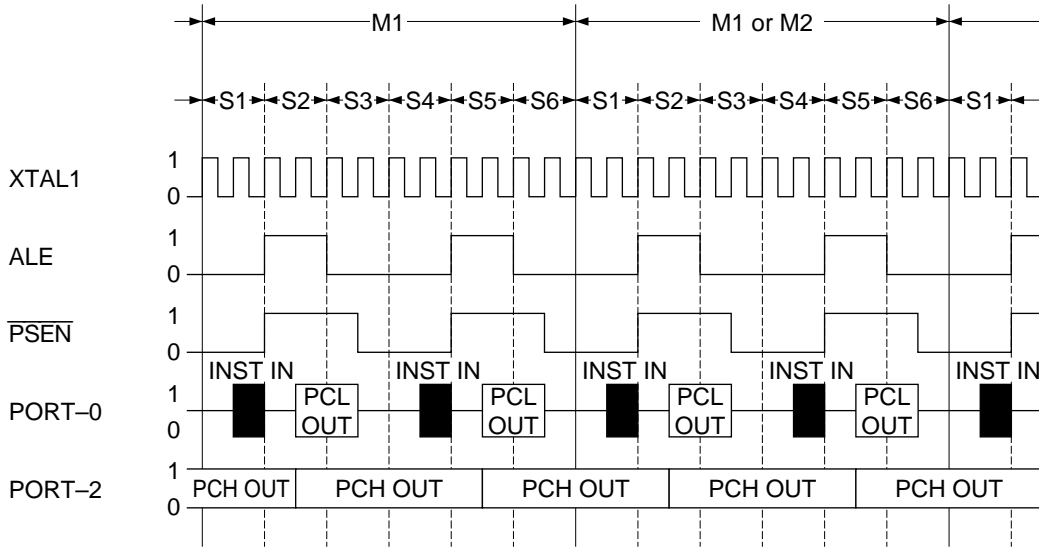 M1 M1 or M2
S1 S2 S3 S4 S5 S6 S1 S2 S3 S4 S5 S6 S1
XTAL1 1 0
ALE 1 0
PSEN 1 0
INST IN INST IN INST IN INST IN INST IN
PORT–0 1 0 PCL OUT PCL OUT PCL OUT PCL OUT
PORT–2 1 0 PCH OUT PCH OUT PCH OUT PCH OUT PCH OUT